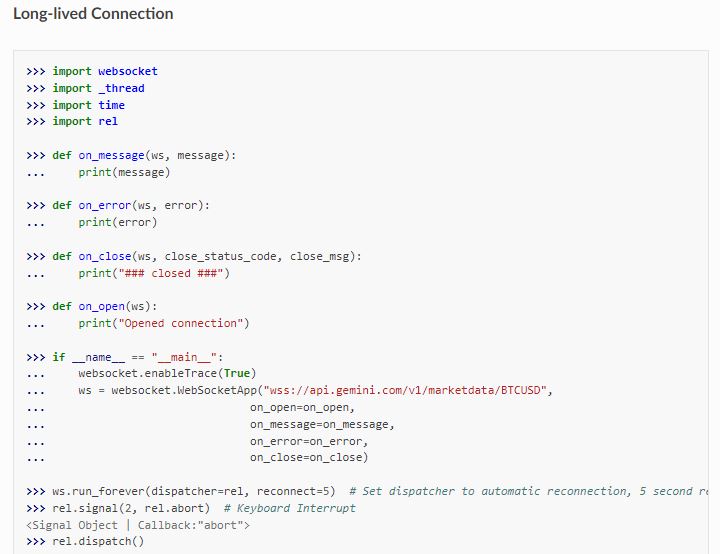 Long-lived Connection
>>> import websocket
>>> import _thread
>>> import time
>>> import rel
>>> def on_message(ws, message):
...     print(message)
>>> def on_error(ws, error):
...     print(error)
>>> def on_close(ws, close_status_code, close_msg):
...     print("### closed ###")
>>> def on_open(ws):
...     print("Opened connection")
>>> if __name__ == "__main__":
...     websocket.enableTrace(True)
...     ws = websocket.WebSocketApp("wss://api.gemini.com/v1/marketdata/BTCUSD",
...                               on_open=on_open,
...                               on_message=on_message,
...                               on_error=on_error,
...                               on_close=on_close)
>>> ws.run_forever(dispatcher=rel, reconnect=5)  # Set dispatcher to automatic reconnection, 5 second
>>> rel.signal(2, rel.abort)  # Keyboard Interrupt
<Signal Object | Callback:"abort">
>>> rel.dispatch()